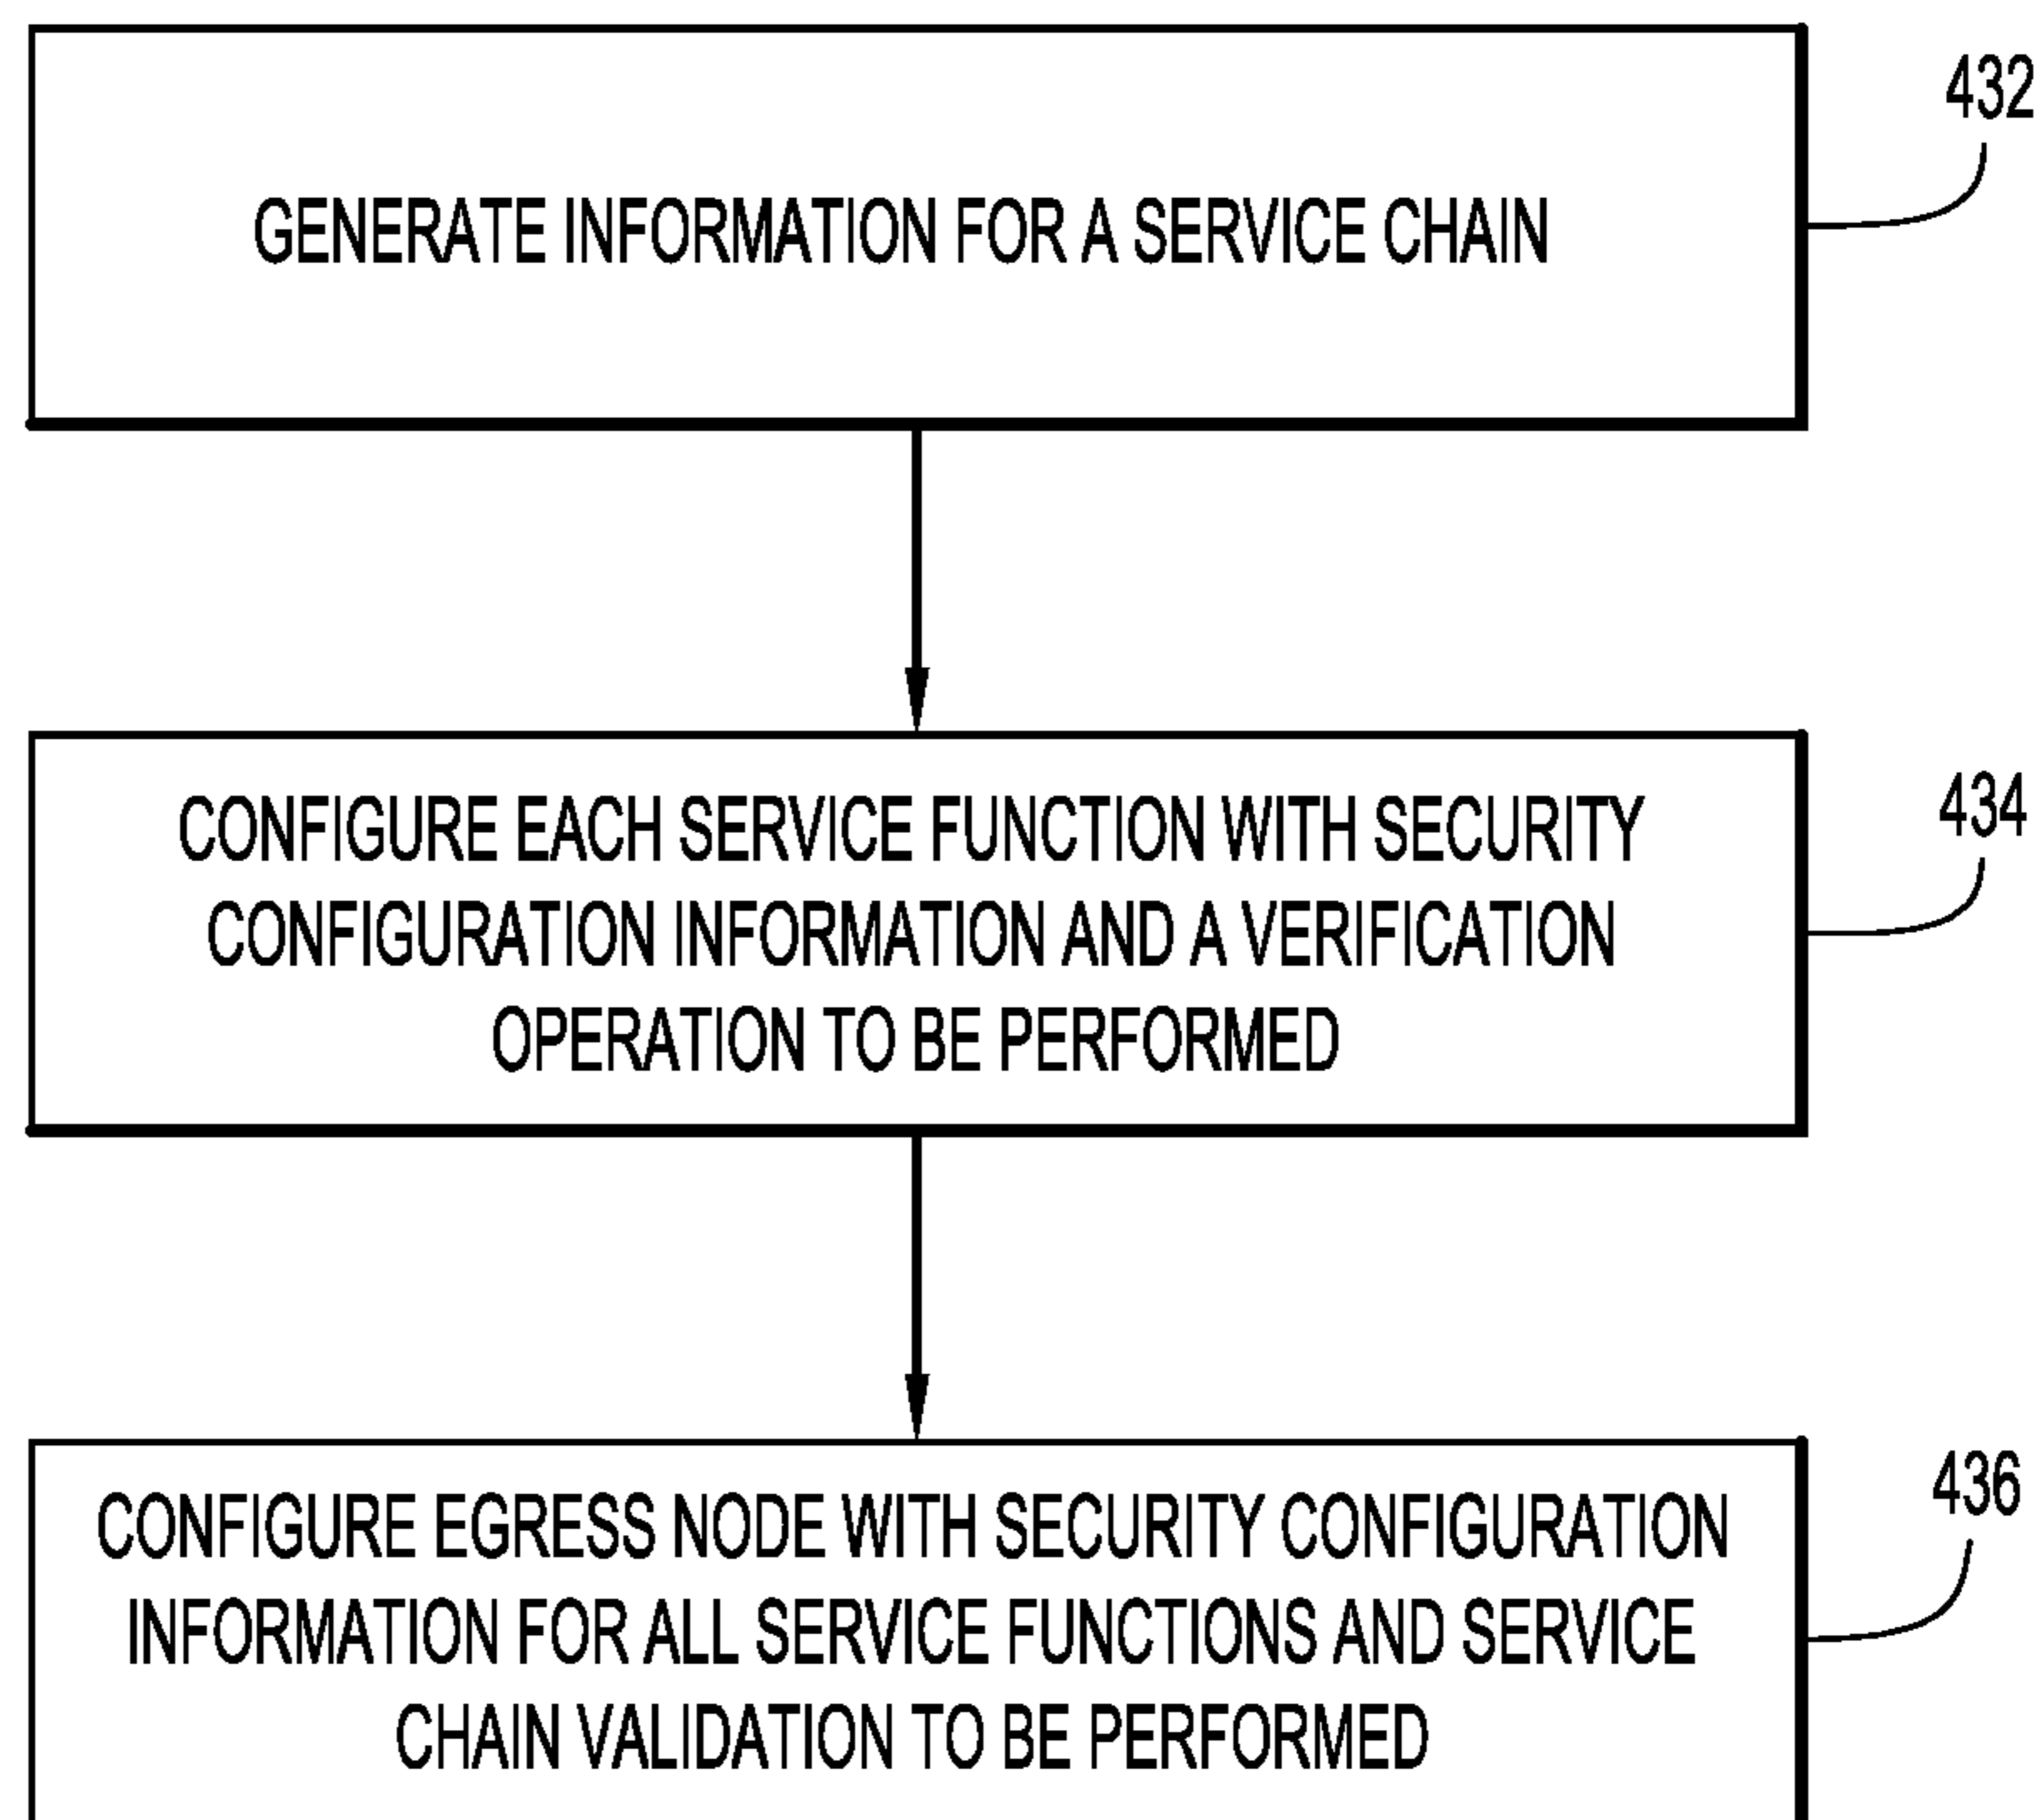 432
GENERATE INFORMATION FOR A SERVICE CHAIN
434
CONFIGURE EACH SERVICE FUNCTION WITH SECURITY
CONFIGURATION INFORMATION AND A VERIFICATION
OPERATION TO BE PERFORMED
436
CONFIGURE EGRESS NODE WITH SECURITY CONFIGURATION
INFORMATION FOR ALL SERVICE FUNCTIONS AND SERVICE
CHAIN VALIDATION TO BE PERFORMED